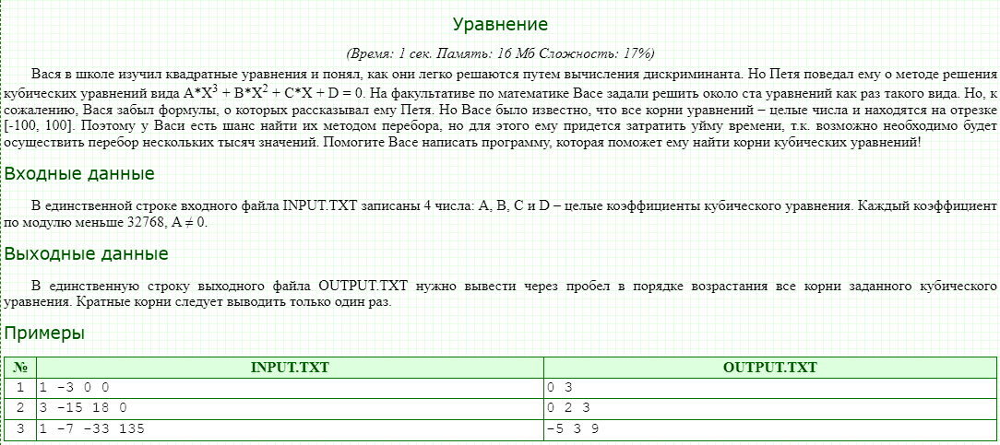 Уравнение
(Время: 1 сек. Память: 16 Мб Сложность: 17%)
Вася в школе изучил квадратные уравнения и понял, как они легко решаются путем вычисления дискриминанта. Но Петя поведал ему о методе решения
кубических уравнений вида A*X³ + B*X² + C*X + D = 0. На факультативе по математике Васе задали решить около ста уравнений как раз такого вида. Но, к
сожалению, Вася забыл формулы, о которых рассказывал ему Петя. Но Васе было известно, что все корни уравнений – целые числа и находятся на отрезке
[-100, 100]. Поэтому у Васи есть шанс найти их методом перебора, но для этого ему придется затратить уйму времени, т.к. возможно необходимо будет
осуществить перебор нескольких тысяч значений. Помогите Васе написать программу, которая поможет ему найти корни кубических уравнений!
Входные данные
В единственной строке входного файла INPUT.TXT записаны 4 числа: A, B, C и D – целые коэффициенты кубического уравнения. Каждый коэффициент
по модулю меньше 32768, A ≠ 0.
Выходные данные
В единственную строку выходного файла OUTPUT.TXT нужно вывести через пробел в порядке возрастания все корни заданного кубического
уравнения. Кратные корни следует выводить только один раз.
Примеры
№ INPUT.TXT OUTPUT.TXT
1 1 -3 0 0 0 3
2 3 -15 18 0 0 2 3
3 1 -7 -33 135 -5 3 9